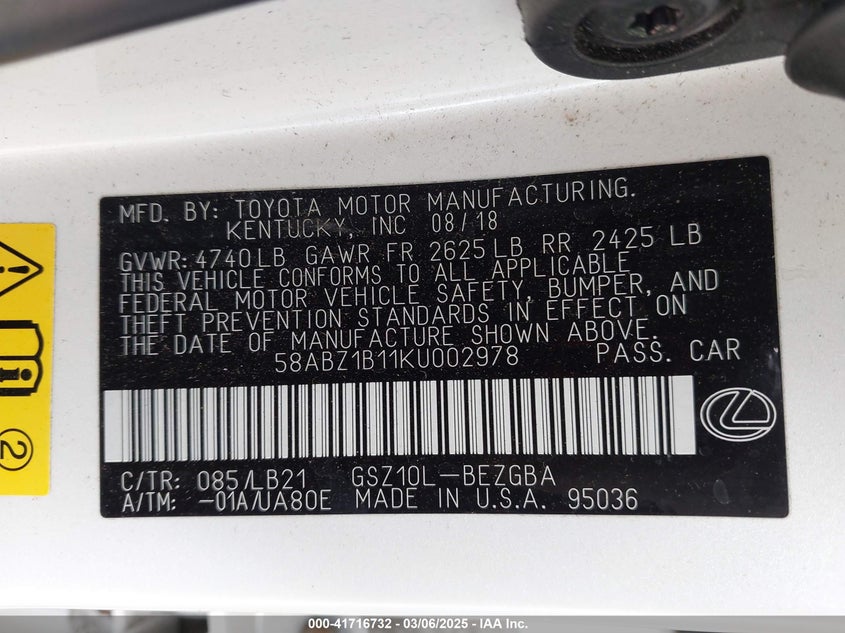 MFD. BY: TOYOTA MOTOR MANUFACTURING.
KENTUCKY, INC 08/18
GVWR: 4740LB GAWR FR 2625LB RR 2425 LB
THIS VEHICLE CONFORMS TO ALL APPLICABLE
FEDERAL MOTOR VEHICLE SAFETY, BUMPER, AND
THEFT PREVENTION STANDARDS IN EFFECT ON
THE DATE OF MANUFACTURE SHOWN ABOVE.
58ABZ1B11KU002978 PASS. CAR
C/TR: 085/LB21 GSZ10L-BEZGBA
A/TM: -01A/UA80E MADE IN U.S.A. 95036
2
000-41716732 - 03/06/2025 - IAA Inc.